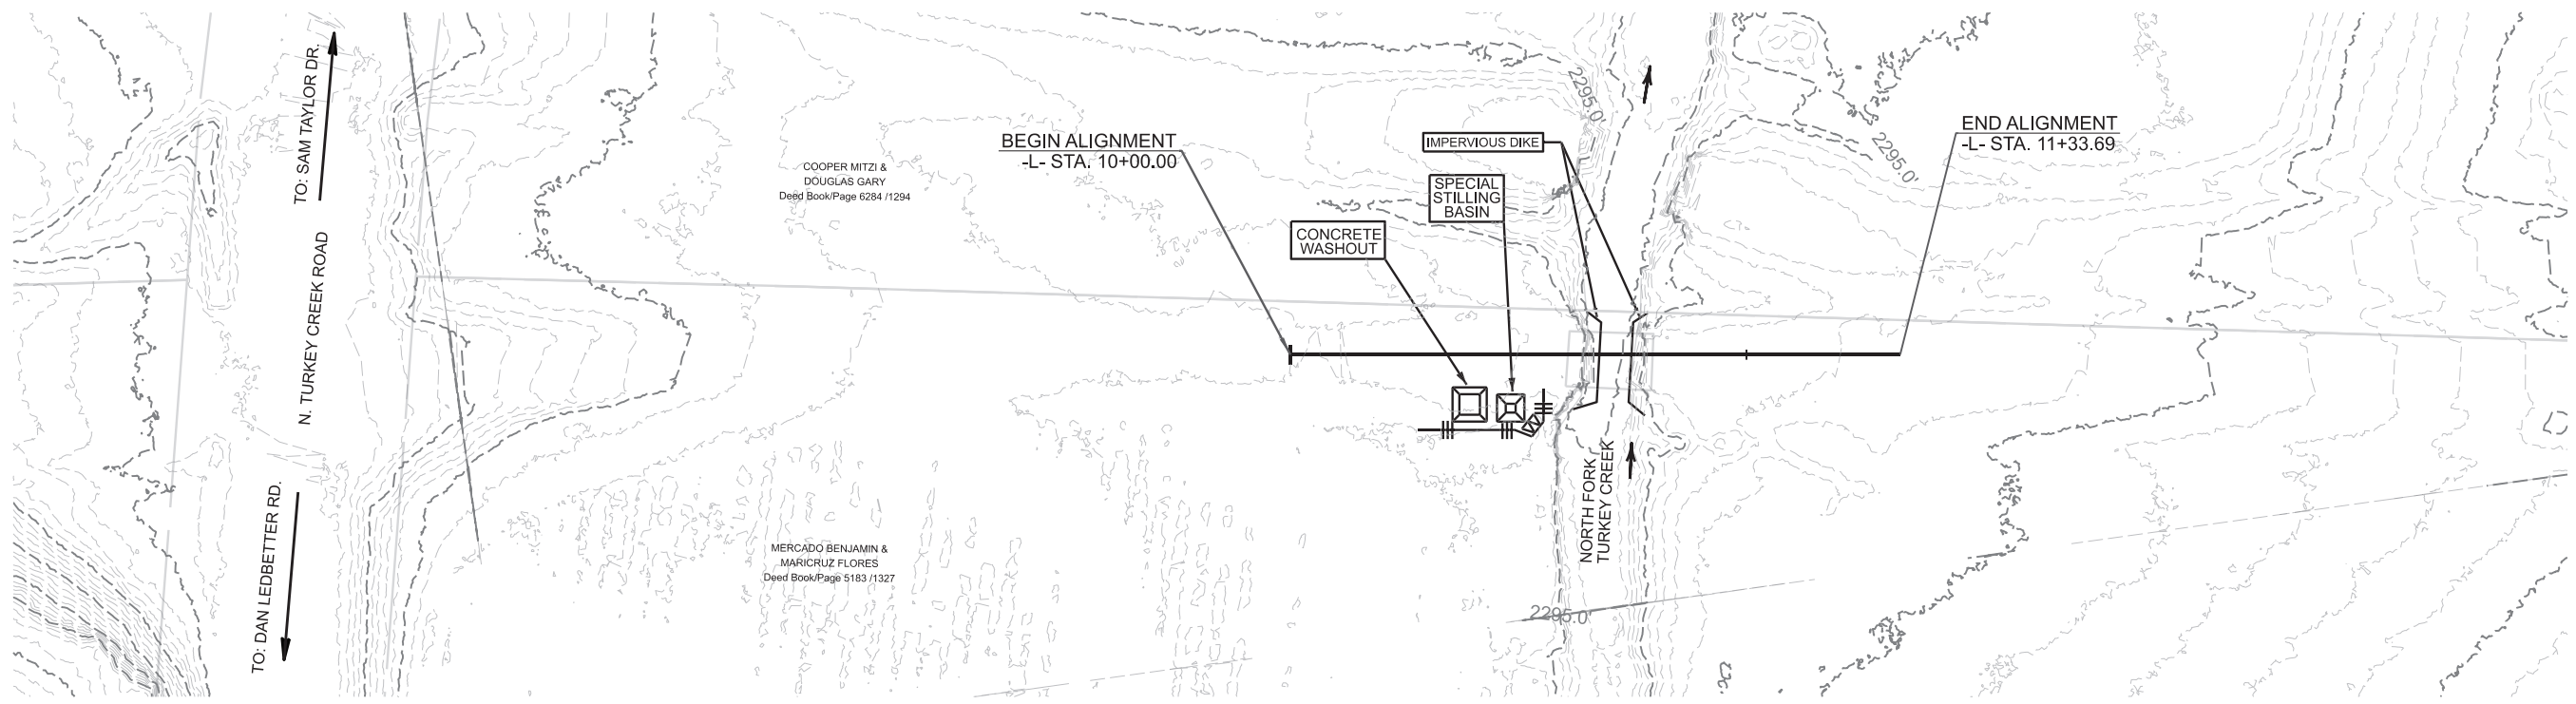 TO: SAM TAYLOR DR.
N. TURKEY CREEK ROAD
TO: DAN LEDBETTER RD.
COOPER MITZI &
DOUGLAS GARY
Deed Book/Page 6284 /1294
MERCADO BENJAMIN &
MARICRUZ FLORES
Deed Book/Page 5183 /1327
BEGIN ALIGNMENT
-L- STA. 10+00.00
CONCRETE
WASHOUT
SPECIAL
STILLING
BASIN
IMPERVIOUS DIKE
2295.0'
END ALIGNMENT
-L- STA. 11+33.69
2295.0'
NORTH FORK
TURKEY CREEK
2295.0'